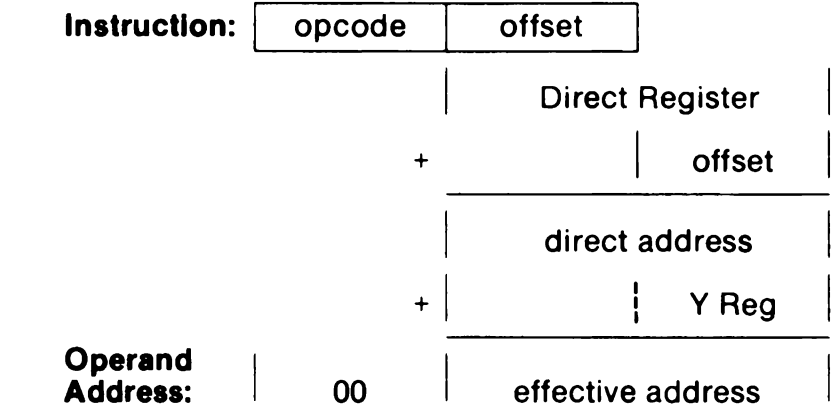 Instruction: opcode offset
Direct Register
+ offset
direct address
+ Y Reg
Operand
Address: 00 effective address